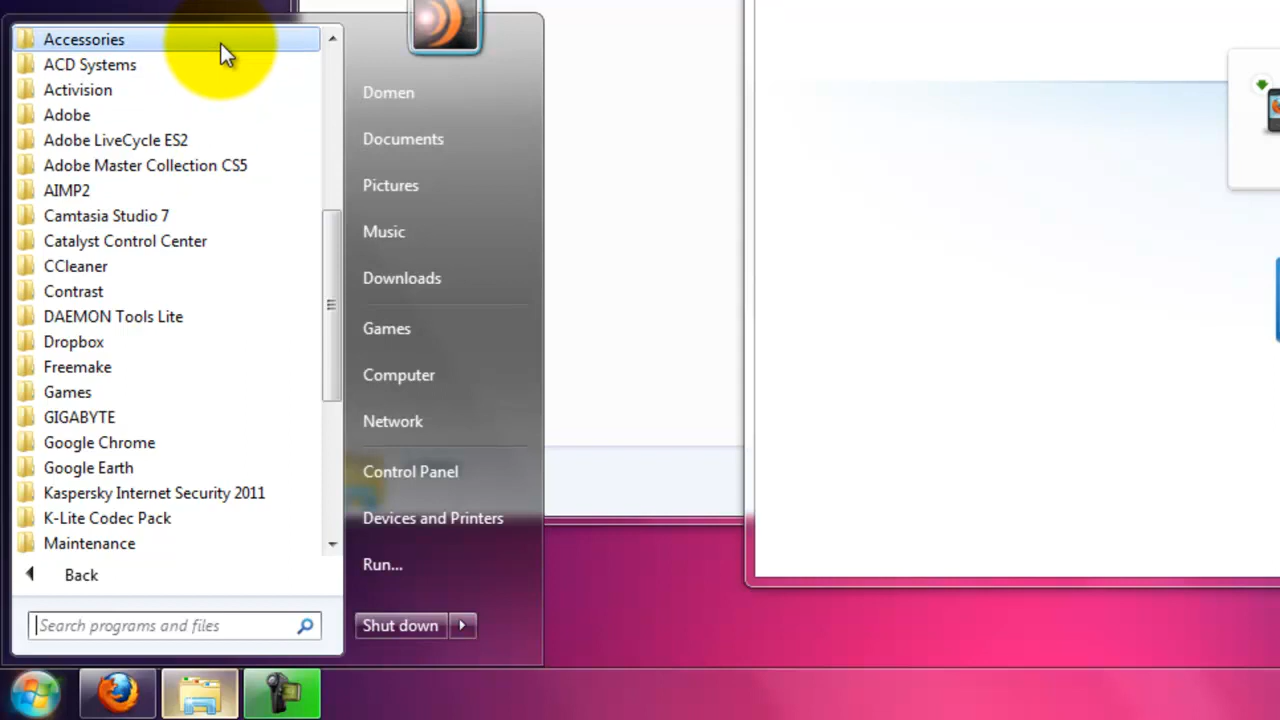 Accessories
ACD Systems
Activision
Adobe
Adobe LiveCycle ES2
Adobe Master Collection CS5
AIMP2
Camtasia Studio 7
Catalyst Control Center
CCleaner
Contrast
DAEMON Tools Lite
Dropbox
Freemake
Games
GIGABYTE
Google Chrome
Google Earth
Kaspersky Internet Security 2011
K-Lite Codec Pack
Maintenance
Back
Search programs and files
Domen
Documents
Pictures
Music
Downloads
Games
Computer
Network
Control Panel
Devices and Printers
Run...
Shut down